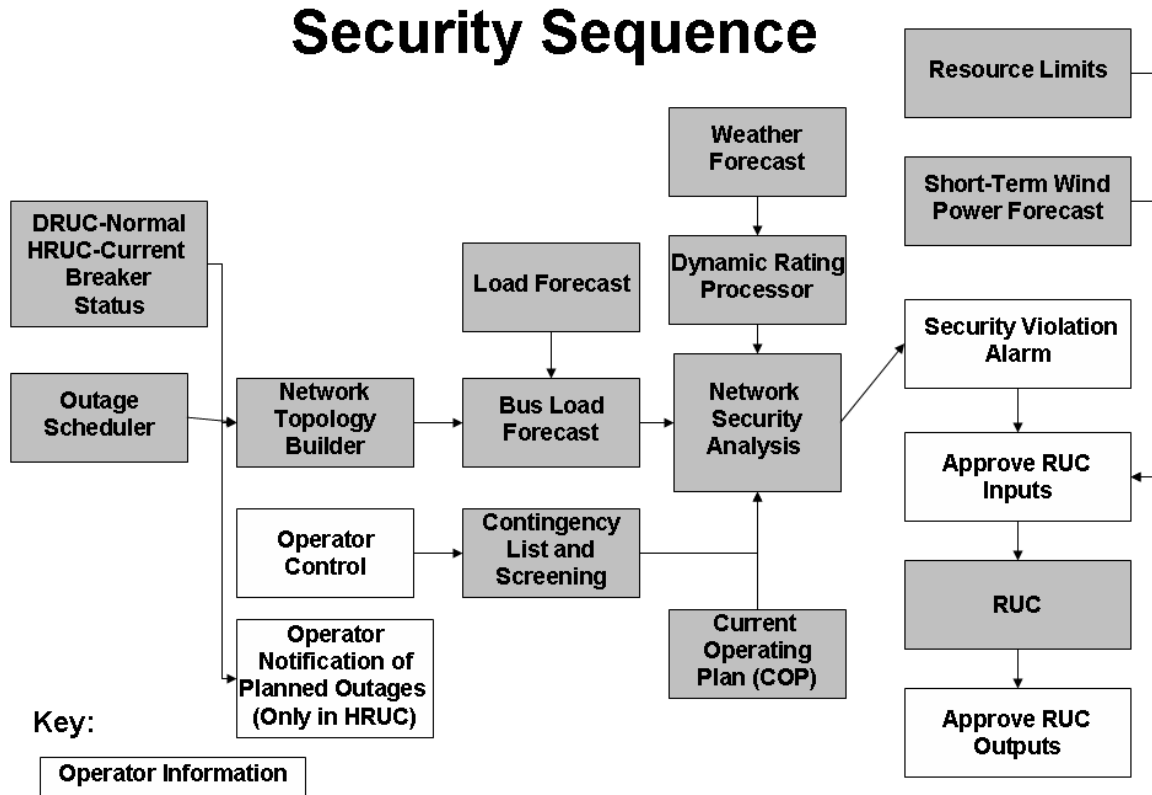 Security Sequence
Resource Limits
Weather
Forecast
Short-Term Wind
Power Forecast
DRUC-Normal
HRUC-Current
Breaker
Status
Load Forecast
Dynamic Rating
Processor
Security Violation
Alarm
Outage
Scheduler
Network
Topology
Builder
Bus Load
Forecast
Network
Security
Analysis
Approve RUC
Inputs
Operator
Control
Contingency
List and
Screening
RUC
Operator
Notification of
Planned Outages
(Only in HRUC)
Current
Operating
Plan (COP)
Approve RUC
Outputs
Key:
Operator Information